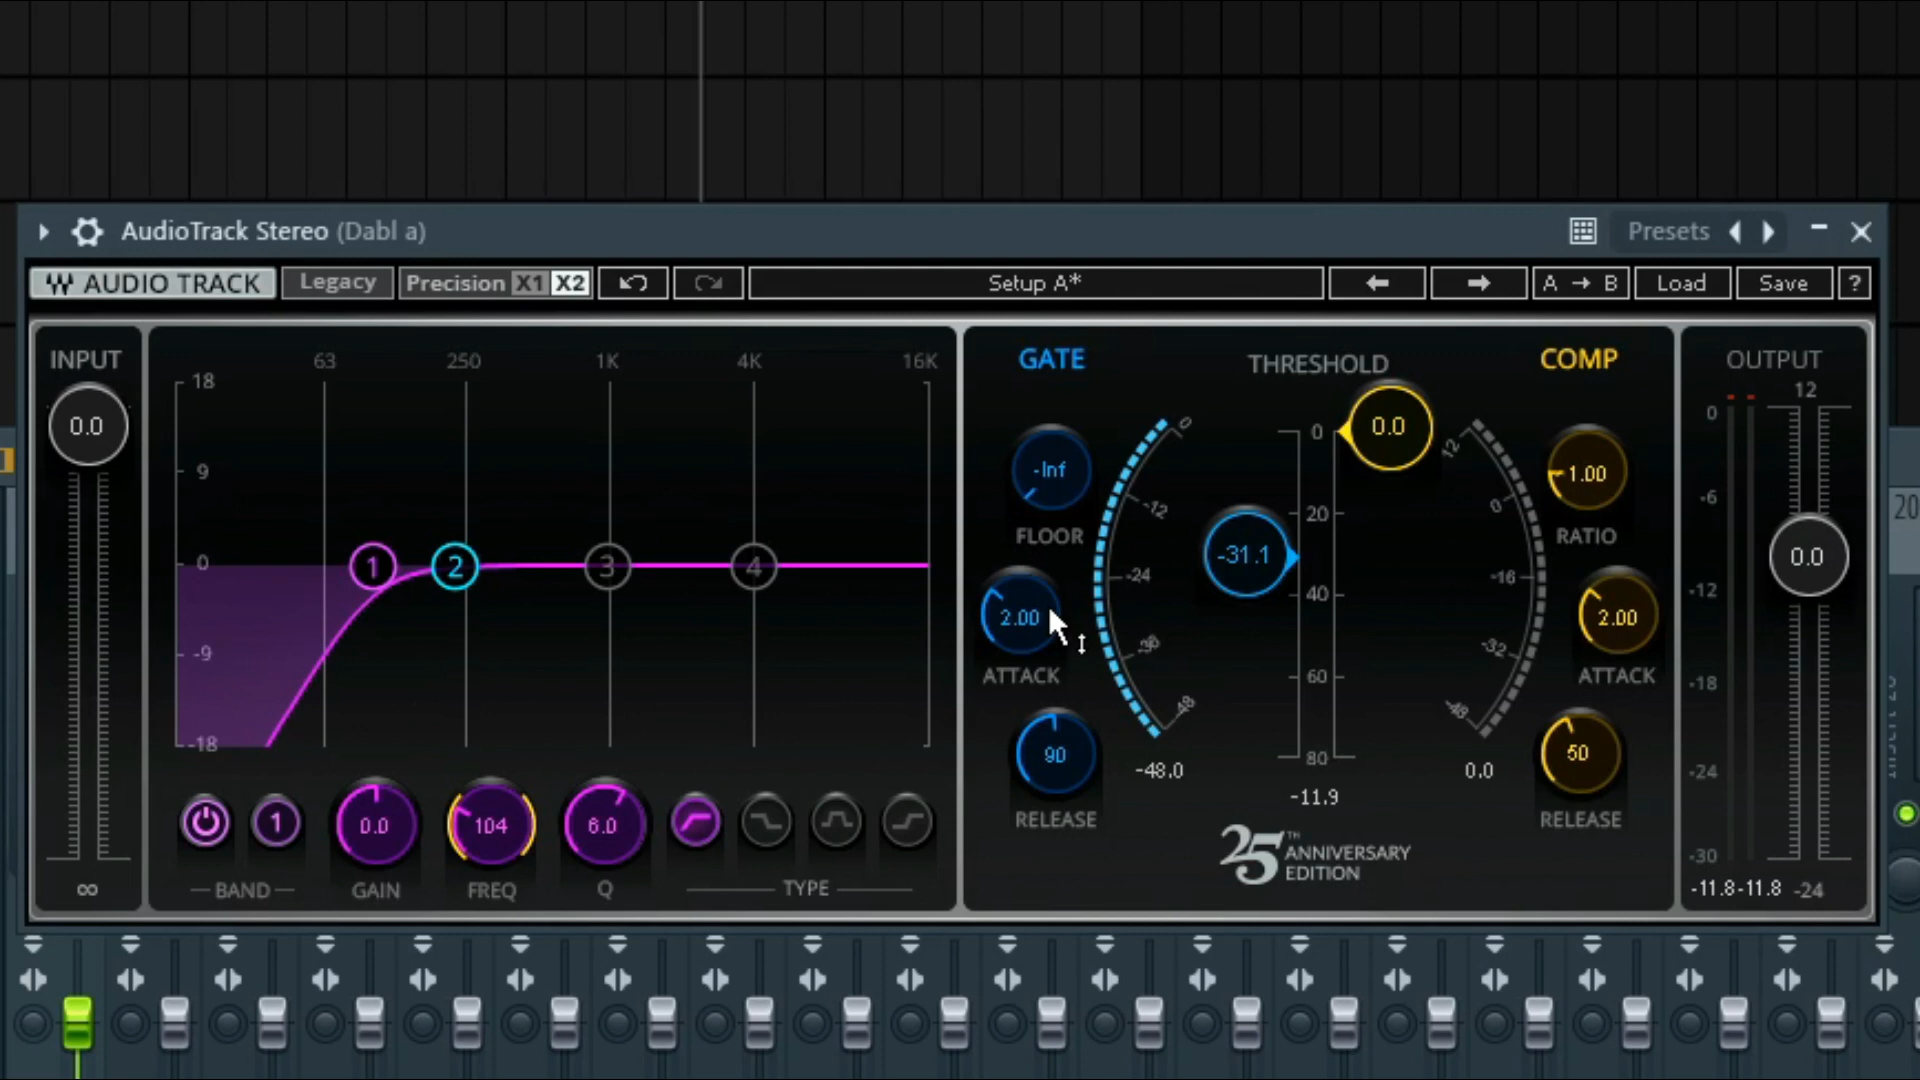 AudioTrack Stereo (Dabl a) Presets
AUDIO TRACK Legacy Precision X1 X2 Setup A* A → B Load Save ?
INPUT
0.0
∞
63 250 1K 4K 16K
18
9
0
-9
-18
1 2 3 4
1 0.0 104 6.0
BAND GAIN FREQ Q TYPE
GATE THRESHOLD COMP
-Inf
FLOOR
2.00
ATTACK
90
RELEASE
0
-12
-24
-36
-48
-48.0
0
20
40
60
80
-31.1
0.0
-11.9
12
0
-16
-32
-48
0.0
1.00
RATIO
2.00
ATTACK
50
RELEASE
25TH ANNIVERSARY
EDITION
OUTPUT
12
0
-6
-12
-18
-24
-30
0.0
-11.8 -11.8 -24
20